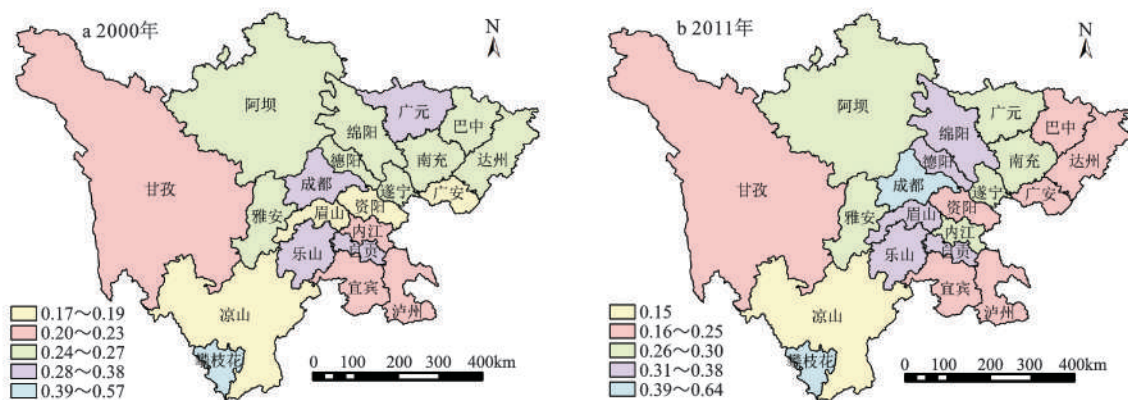 a 2000年
N
阿坝
广元
绵阳
巴中
德阳
南充
达州
成都
遂宁
甘孜
广安
雅安
眉山
资阳
内江
乐山
自贡
宜宾
泸州
凉山
攀枝花
0.17～0.19
0.20～0.23
0.24～0.27
0.28～0.38
0.39～0.57
0 100 200 400km
b 2011年
N
阿坝
广元
绵阳
巴中
德阳
南充
达州
成都
遂宁
甘孜
广安
雅安
眉山
资阳
内江
乐山
自贡
宜宾
泸州
凉山
攀枝花
0.15
0.16～0.25
0.26～0.30
0.31～0.38
0.39～0.64
0 100 200 400km